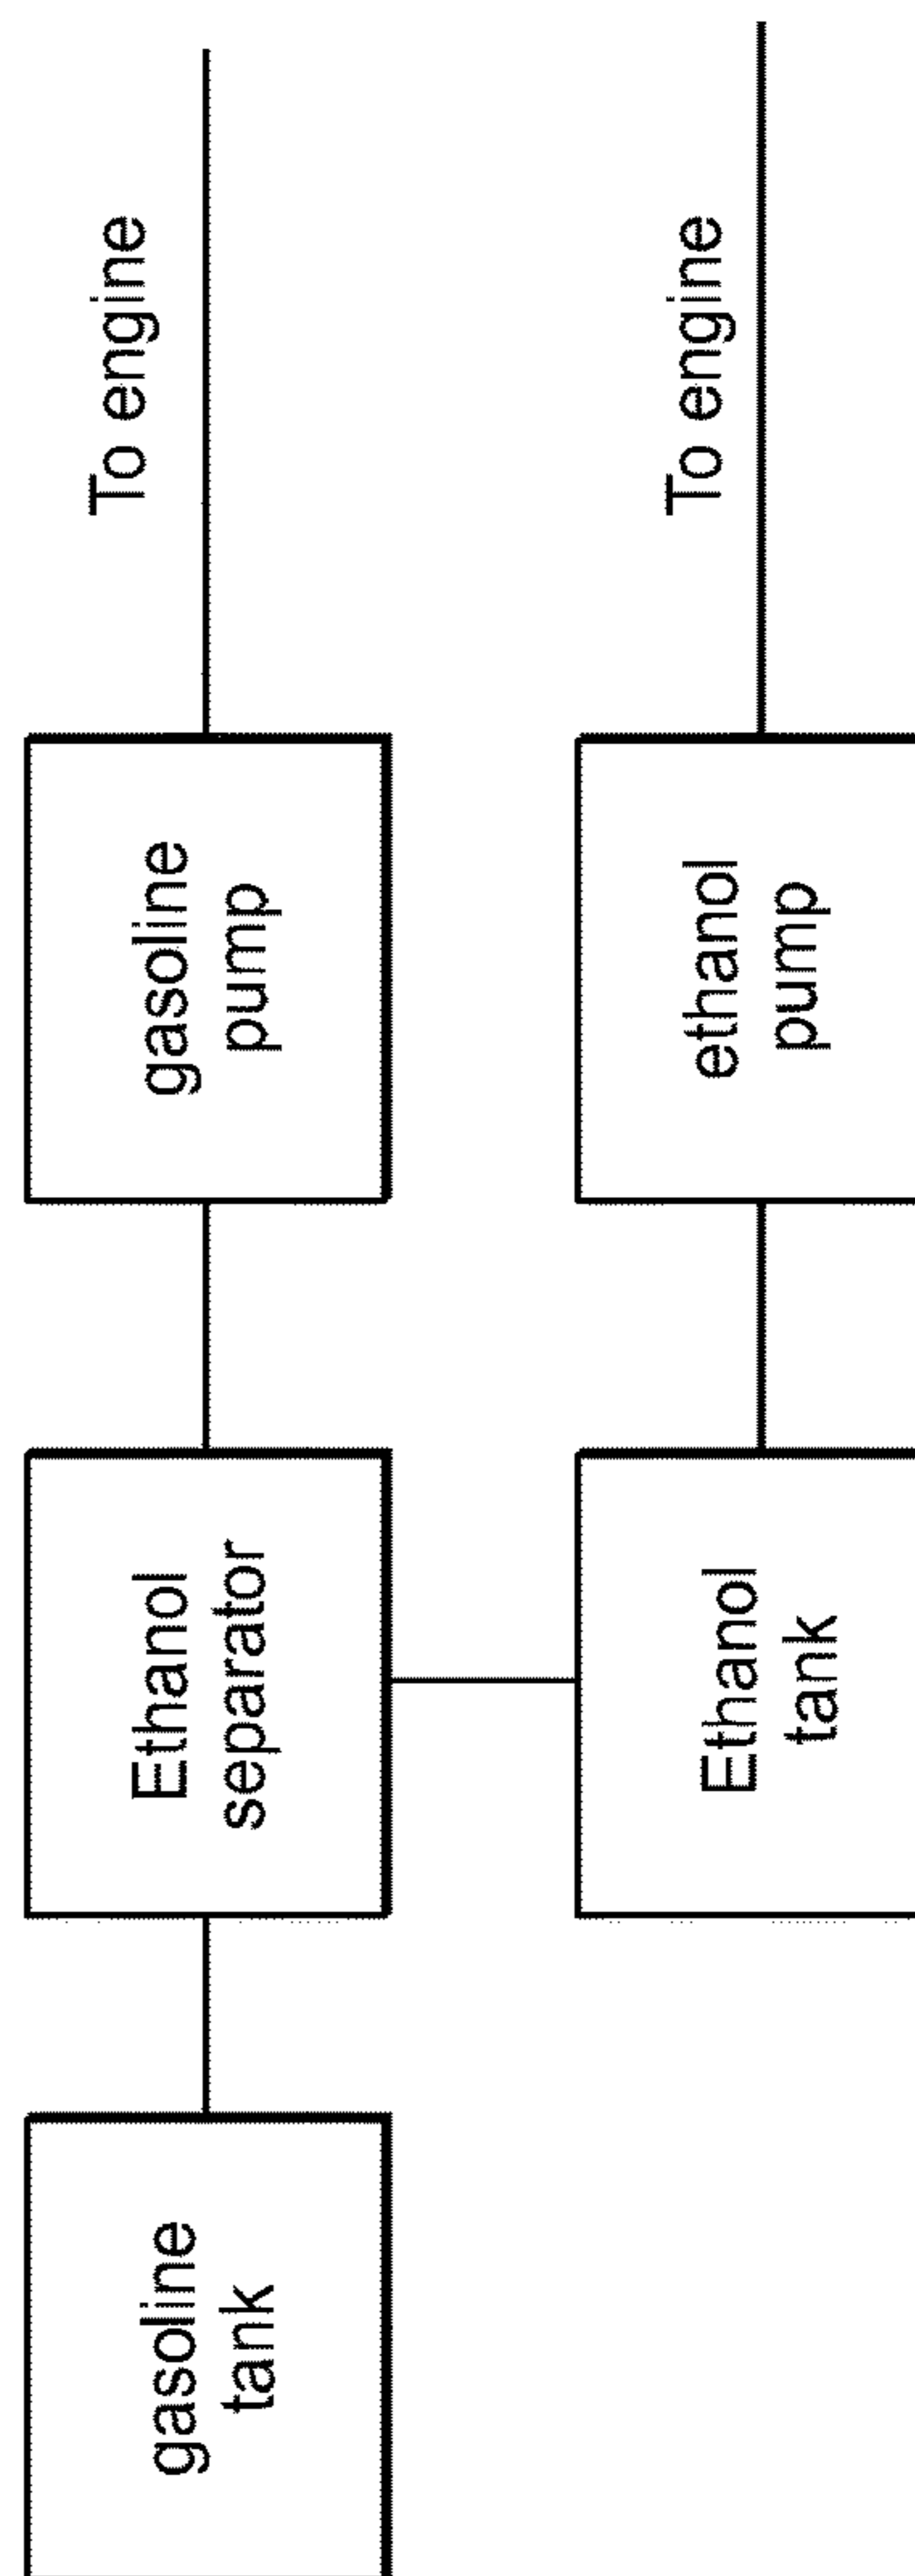 gasoline
tank
Ethanol
separator
gasoline
pump
To engine
Ethanol
tank
ethanol
pump
To engine